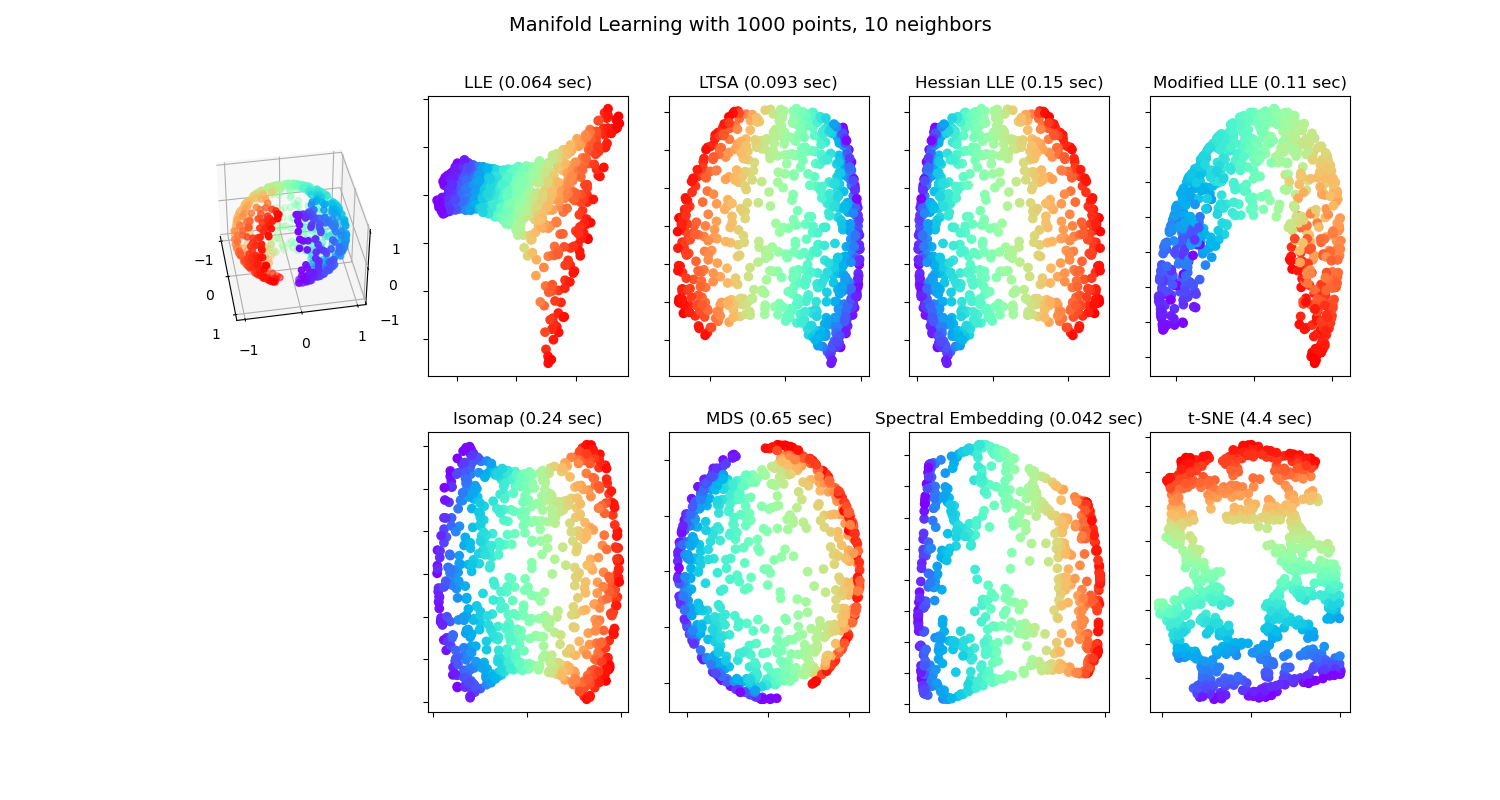 Manifold Learning with 1000 points, 10 neighbors
LLE (0.064 sec)
LTSA (0.093 sec)
Hessian LLE (0.15 sec)
Modified LLE (0.11 sec)
−1
0
1
−1
0
1
1
0
−1
Isomap (0.24 sec)
MDS (0.65 sec)
Spectral Embedding (0.042 sec)
t-SNE (4.4 sec)